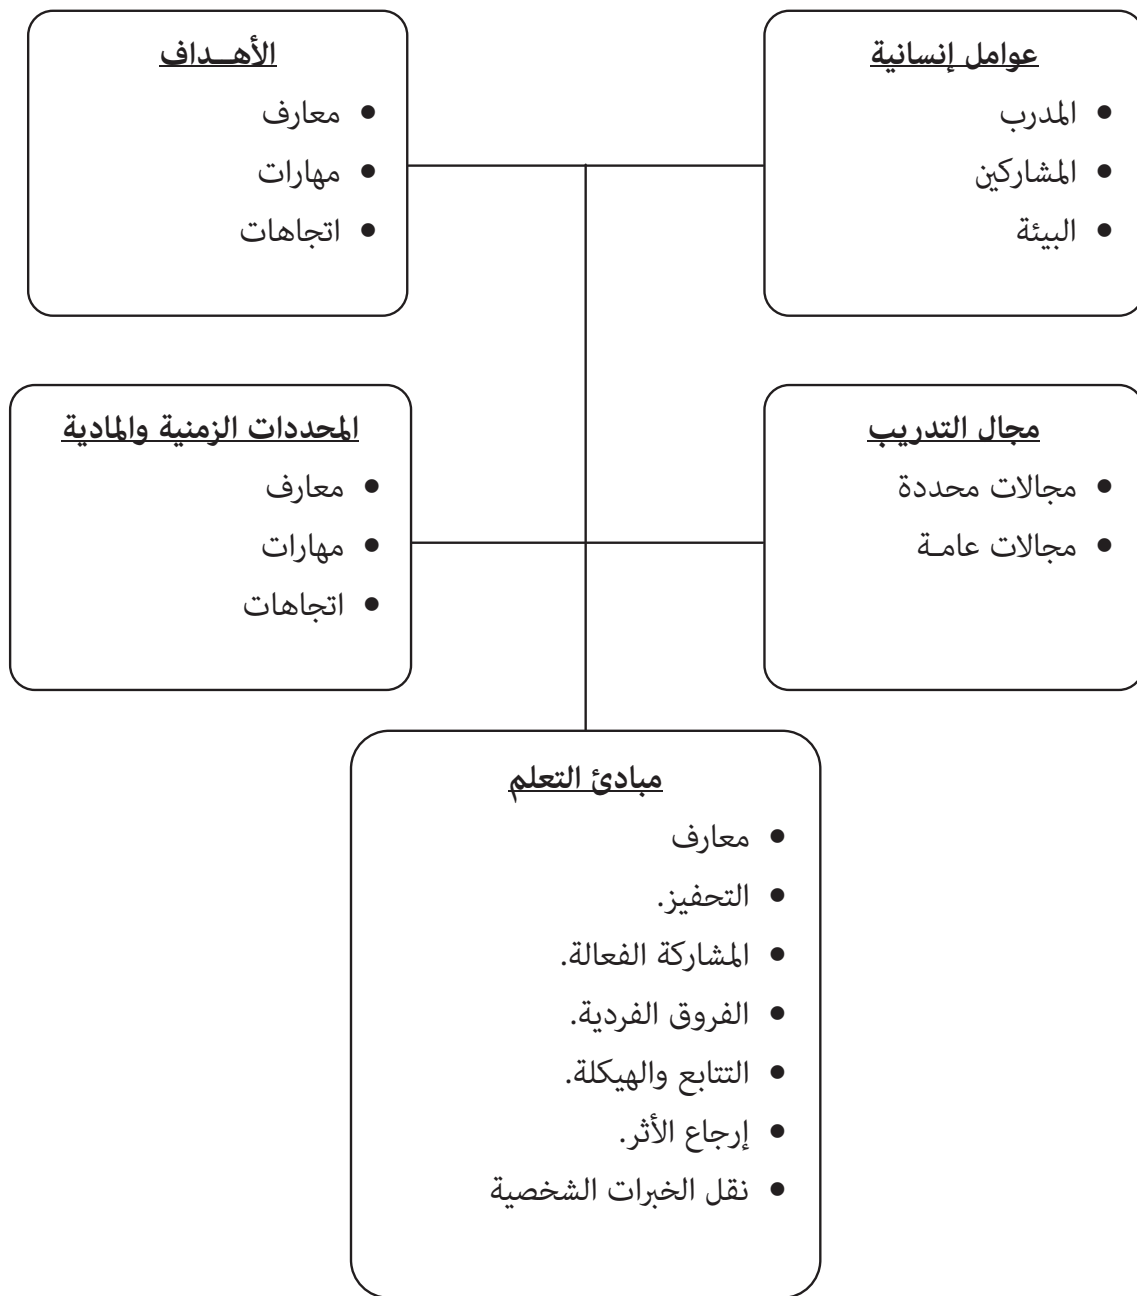 عوامل إنسانية
• المدرب
• المشاركين
• البيئة
الأهــداف
• معارف
• مهارات
• اتجاهات
مجال التدريب
• مجالات محددة
• مجالات عامـة
المحددات الزمنية والمادية
• معارف
• مهارات
• اتجاهات
مبادئ التعلم
• معارف
• التحفيز.
• المشاركة الفعالة.
• الفروق الفردية.
• التتابع والهيكلة.
• إرجاع الأثر.
• نقل الخبرات الشخصية